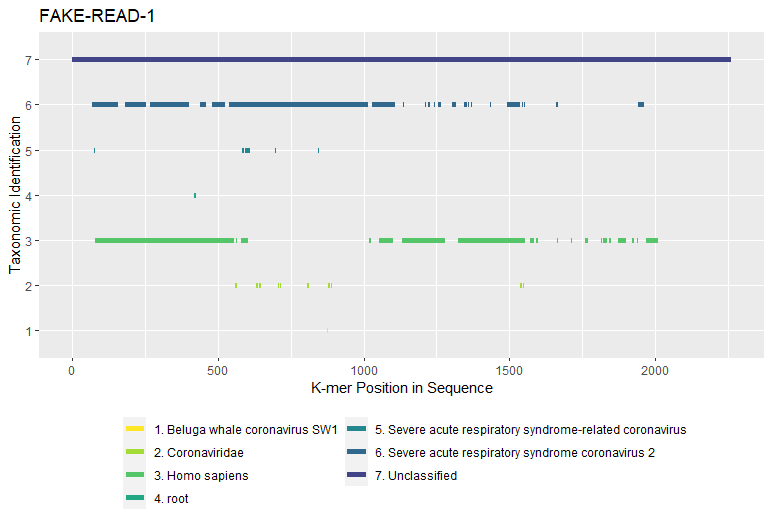 FAKE-READ-1
Taxonomic Identification
7
6
5
4
3
2
1
0 500 1000 1500 2000
K-mer Position in Sequence
1. Beluga whale coronavirus SW1
2. Coronaviridae
3. Homo sapiens
4. root
5. Severe acute respiratory syndrome-related coronavirus
6. Severe acute respiratory syndrome coronavirus 2
7. Unclassified